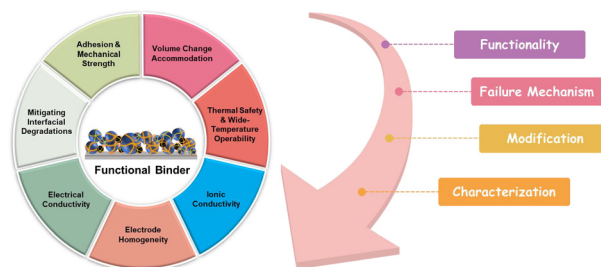 Adhesion &
Mechanical
Strength
Volume Change
Accommodation
Thermal Safety
& Wide-
Temperature
Operability
Ionic
Conductivity
Electrode
Homogeneity
Electrical
Conductivity
Mitigating
Interfacial
Degradations
Functional Binder
Functionality
Failure Mechanism
Modification
Characterization